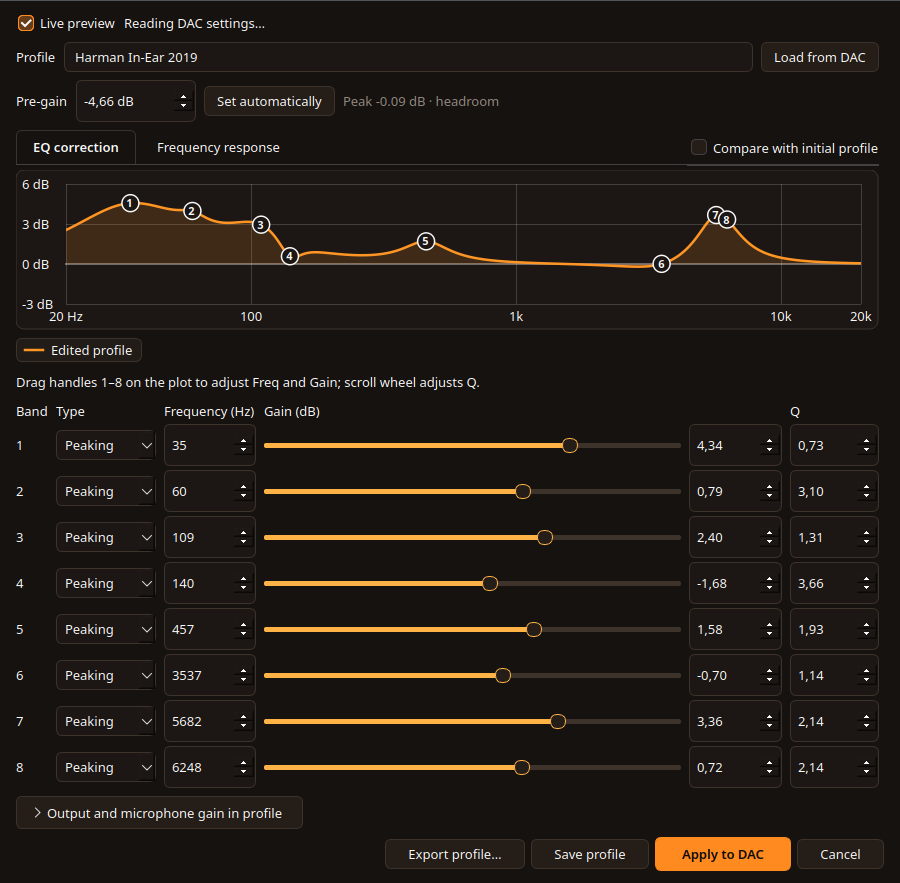 Live preview Reading DAC settings...
Profile Harman In-Ear 2019 Load from DAC
Pre-gain -4,66 dB Set automatically Peak -0.09 dB · headroom
EQ correction Frequency response Compare with initial profile
6 dB
3 dB
0 dB
-3 dB
1 2 3 4 5 6 7 8
20 Hz 100 1k 10k 20k
Edited profile
Drag handles 1–8 on the plot to adjust Freq and Gain; scroll wheel adjusts Q.
Band Type Frequency (Hz) Gain (dB) Q
1 Peaking 35 4,34 0,73
2 Peaking 60 0,79 3,10
3 Peaking 109 2,40 1,31
4 Peaking 140 -1,68 3,66
5 Peaking 457 1,58 1,93
6 Peaking 3537 -0,70 1,14
7 Peaking 5682 3,36 2,14
8 Peaking 6248 0,72 2,14
Output and microphone gain in profile
Export profile... Save profile Apply to DAC Cancel